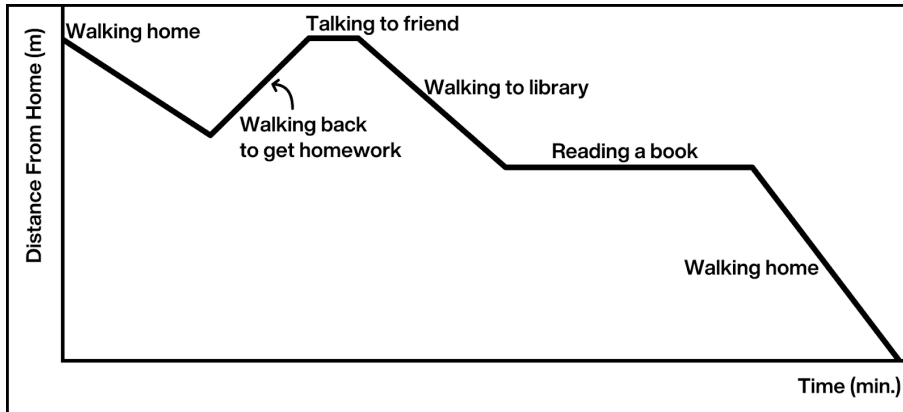 Distance From Home (m)
Walking home
Talking to friend
Walking to library
Walking back
to get homework
Reading a book
Walking home
Time (min.)